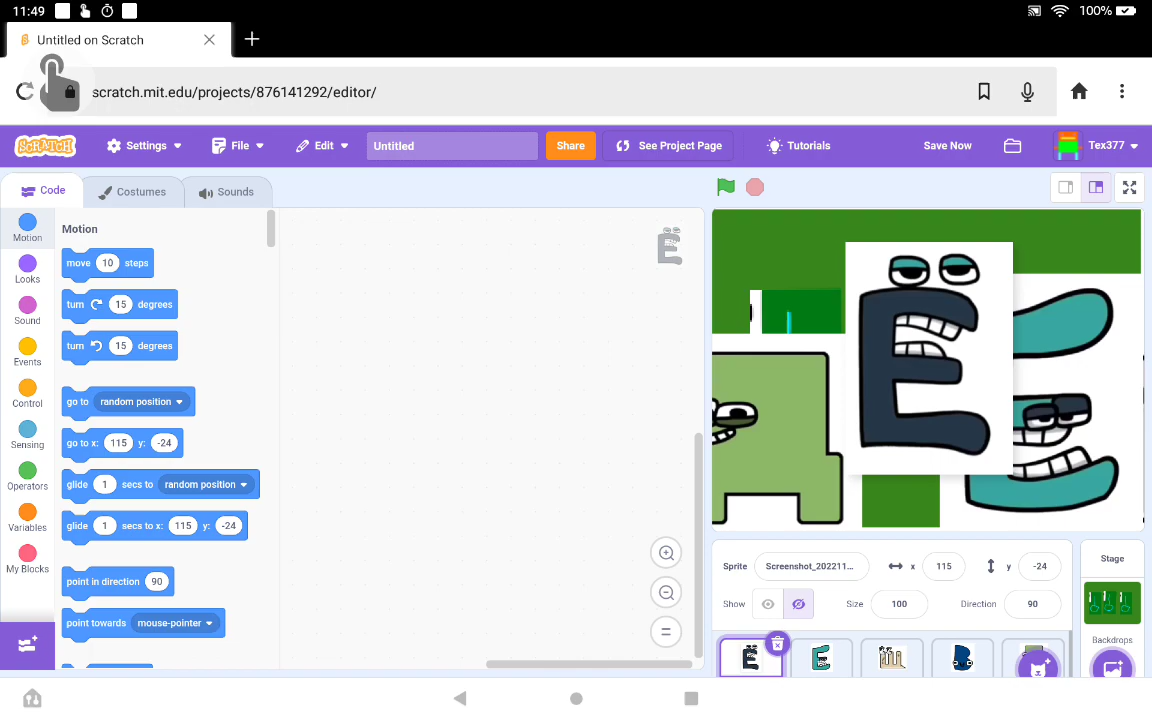 11:49
100%
Untitled on Scratch
scratch.mit.edu/projects/876141292/editor/
SCRATCH
Settings
File
Edit
Untitled
Share
See Project Page
Tutorials
Save Now
Tex377
Code
Costumes
Sounds
Motion
Looks
Sound
Events
Control
Sensing
Operators
Variables
My Blocks
Motion
move 10 steps
turn 15 degrees
turn 15 degrees
go to random position
go to x: 115 y: -24
glide 1 secs to random position
glide 1 secs to x: 115 y: -24
point in direction 90
point towards mouse-pointer
Sprite Screenshot_202211... x 115 y -24
Show Size 100 Direction 90
Stage
Backdrops